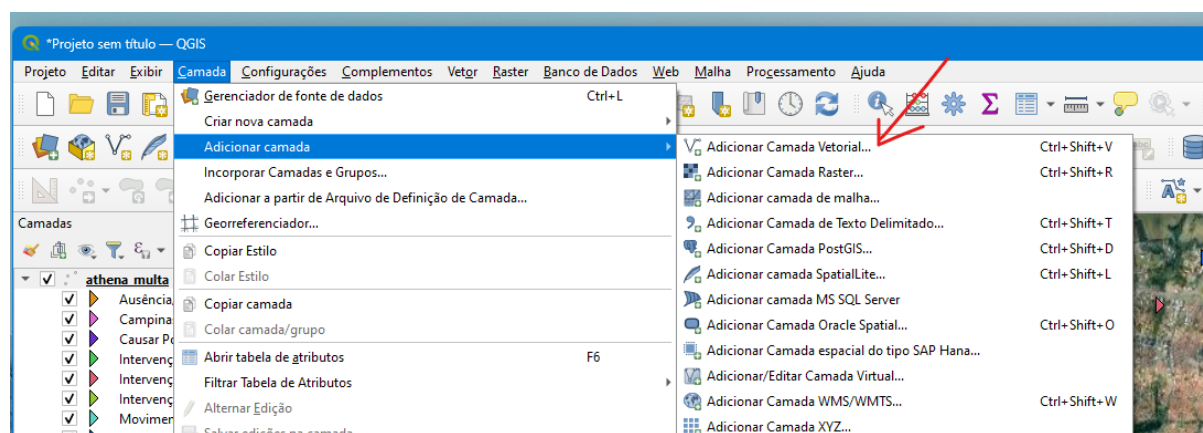 *Projeto sem título — QGIS
Projeto Editar Exibir Camada Configurações Complementos Vetor Raster Banco de Dados Web Malha Processamento Ajuda
Gerenciador de fonte de dados Ctrl+L
Criar nova camada
Adicionar camada
Incorporar Camadas e Grupos...
Adicionar a partir de Arquivo de Definição de Camada...
Georreferenciador...
Copiar Estilo
Colar Estilo
Copiar camada
Colar camada/grupo
Abrir tabela de atributos F6
Filtrar Tabela de Atributos
Alternar Edição
Salvar edições na camada
Adicionar Camada Vetorial... Ctrl+Shift+V
Adicionar Camada Raster... Ctrl+Shift+R
Adicionar camada de malha...
Adicionar Camada de Texto Delimitado... Ctrl+Shift+T
Adicionar Camada PostGIS... Ctrl+Shift+D
Adicionar camada SpatiaLite... Ctrl+Shift+L
Adicionar camada MS SQL Server
Adicionar Camada Oracle Spatial... Ctrl+Shift+O
Adicionar Camada espacial do tipo SAP Hana...
Adicionar/Editar Camada Virtual...
Adicionar Camada WMS/WMTS... Ctrl+Shift+W
Adicionar Camada XYZ...
Camadas
athena multa
Ausência
Campina
Causar Po
Intervenç
Intervenç
Intervenç
Movimen